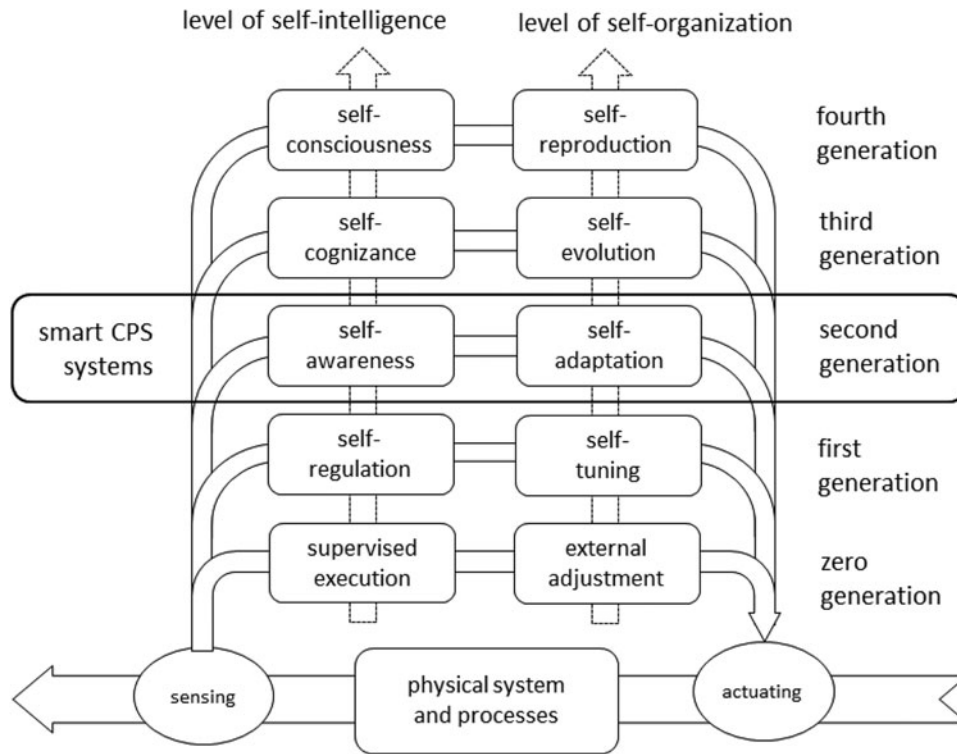 level of self-intelligence
level of self-organization
self-
consciousness
self-
reproduction
fourth
generation
self-
cognizance
self-
evolution
third
generation
smart CPS
systems
self-
awareness
self-
adaptation
second
generation
self-
regulation
self-
tuning
first
generation
supervised
execution
external
adjustment
zero
generation
sensing
physical system
and processes
actuating